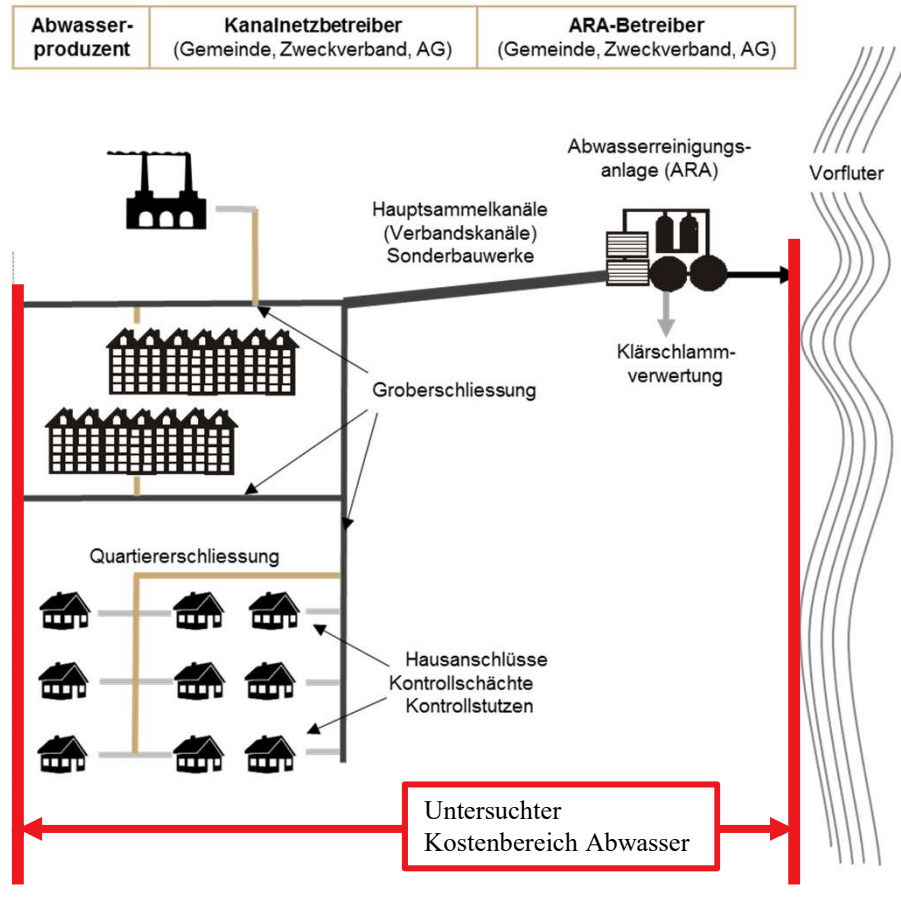 Abwasser-
produzent
Kanalnetzbetreiber
(Gemeinde, Zweckverband, AG)
ARA-Betreiber
(Gemeinde, Zweckverband, AG)
Abwasserreinigungs-
anlage (ARA)
Vorfluter
Hauptsammelkanäle
(Verbandskanäle)
Sonderbauwerke
Klärschlamm-
verwertung
Groberschliessung
Quartiererschliessung
Hausanschlüsse
Kontrollschächte
Kontrollstutzen
Untersuchter
Kostenbereich Abwasser